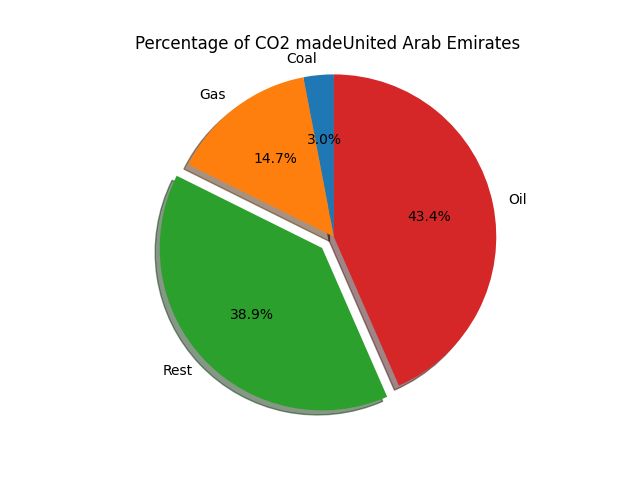 Percentage of CO2 madeUnited Arab Emirates
Coal
Gas
3.0%
14.7%
Oil
43.4%
38.9%
Rest